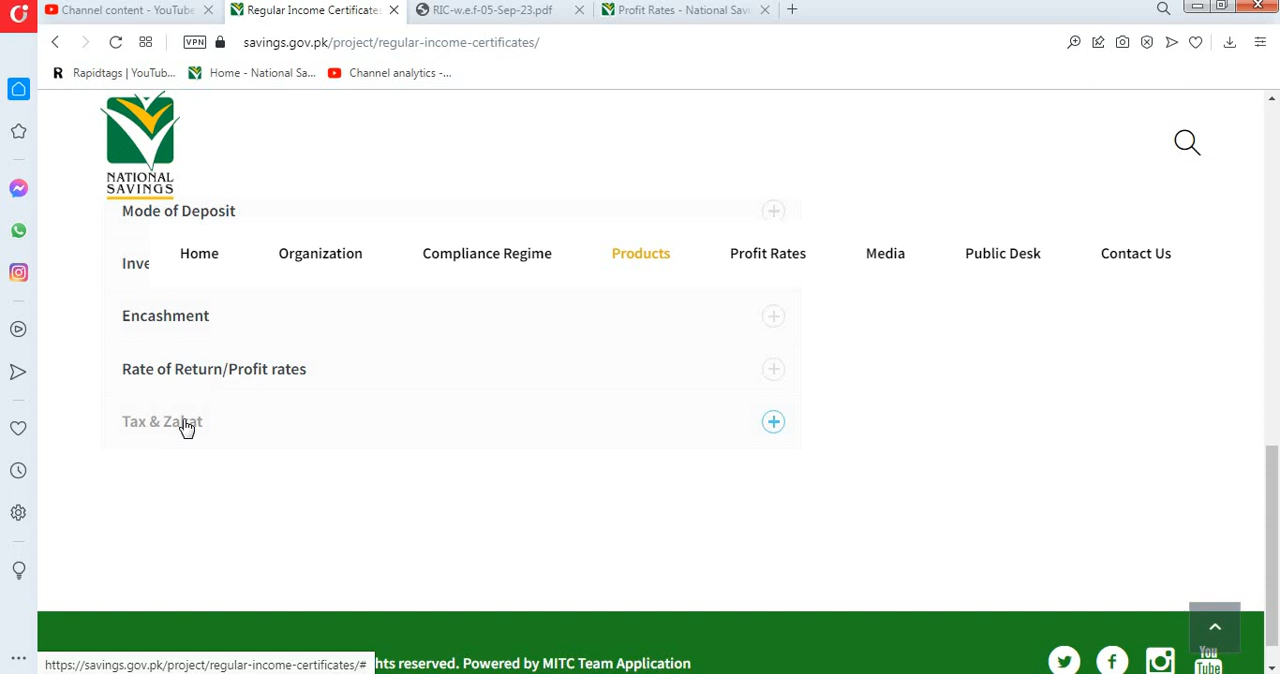 Channel content - YouTube
Regular Income Certificate
RIC-w.e.f-05-Sep-23.pdf
Profit Rates - National Sav
VPN
savings.gov.pk/project/regular-income-certificates/
R Rapidtags | YouTub...
Home - National Sa...
Channel analytics -...
NATIONAL
SAVINGS
Mode of Deposit
Home
Organization
Compliance Regime
Products
Profit Rates
Media
Public Desk
Contact Us
Inve
Encashment
Rate of Return/Profit rates
Tax & Zakat
https://savings.gov.pk/project/regular-income-certificates/#
hts reserved. Powered by MITC Team Application
You
Tube